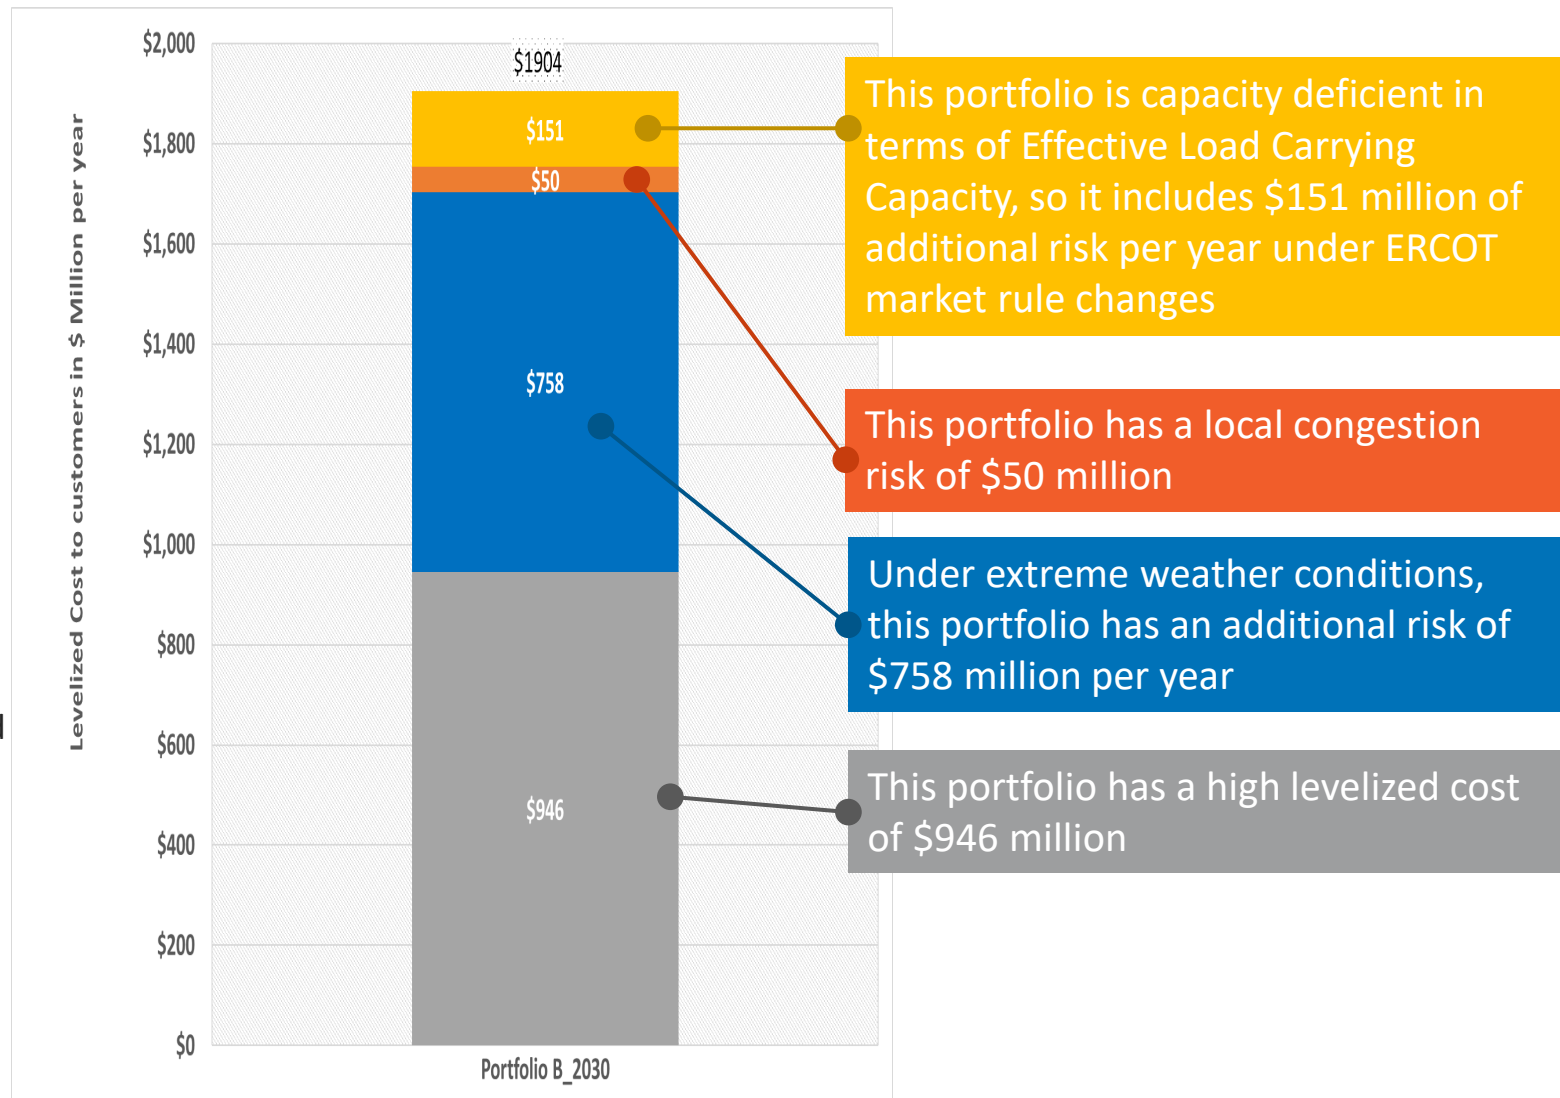 Levelized Cost to customers in $ Million per year
$2,000
$1,800
$1,600
$1,400
$1,200
$1,000
$800
$600
$400
$200
$0
$1904
$151
$50
$758
$946
Portfolio B_2030
This portfolio is capacity deficient in
terms of Effective Load Carrying
Capacity, so it includes $151 million of
additional risk per year under ERCOT
market rule changes
This portfolio has a local congestion
risk of $50 million
Under extreme weather conditions,
this portfolio has an additional risk of
$758 million per year
This portfolio has a high levelized cost
of $946 million